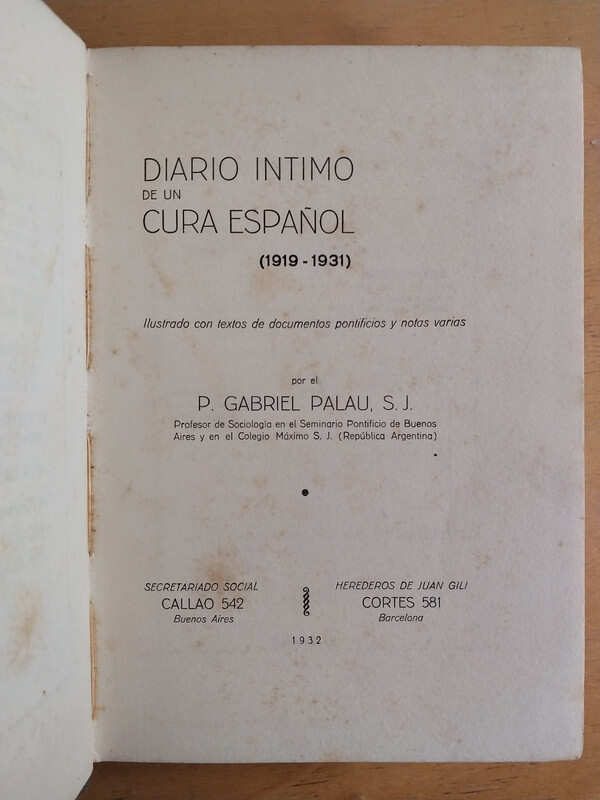 DIARIO INTIMO
DE UN
CURA ESPAÑOL
(1919 - 1931)
Ilustrado con textos de documentos pontificios y notas varias
por el
P. GABRIEL PALAU, S. J.
Profesor de Sociología en el Seminario Pontificio de Buenos
Aires y en el Colegio Máximo S. J. (República Argentina)
SECRETARIADO SOCIAL
CALLAO 542
Buenos Aires
HEREDEROS DE JUAN GILI
CORTES 581
Barcelona
1932